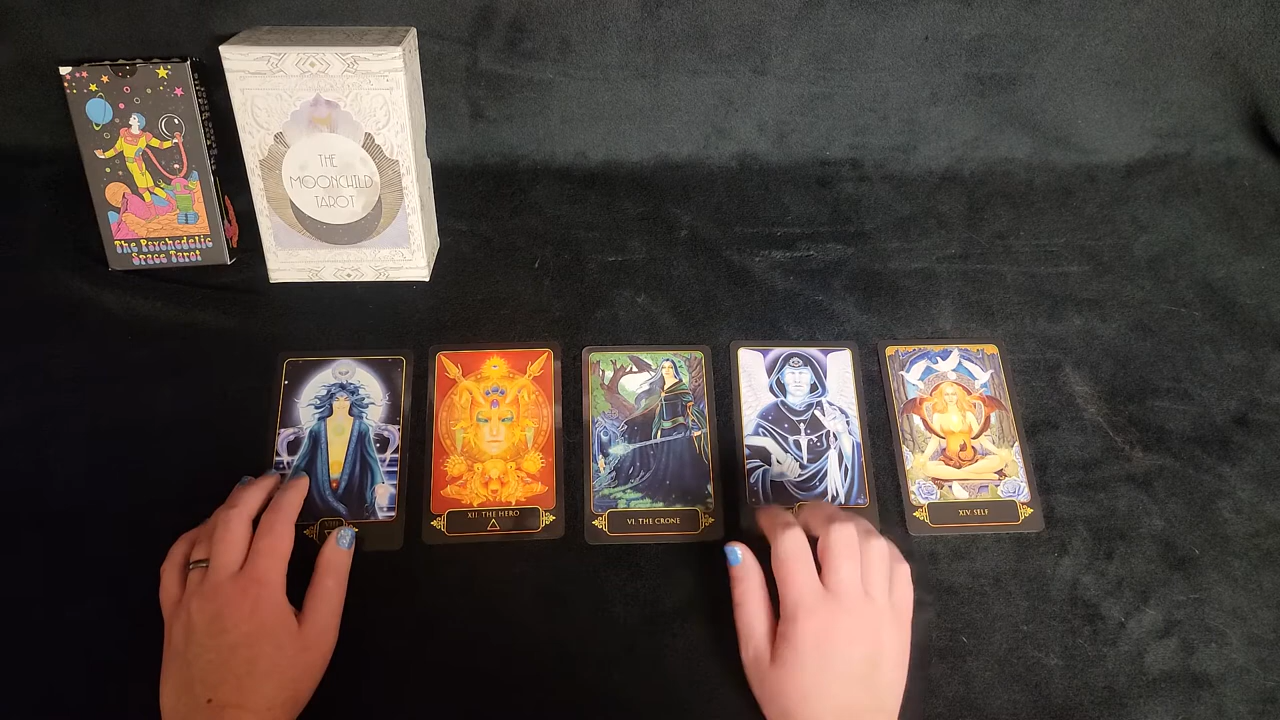 The Psychedelic
Space Tarot
THE
MOONCHILD
TAROT
XII. THE HERO
VI. THE CRONE
XIV. SELF